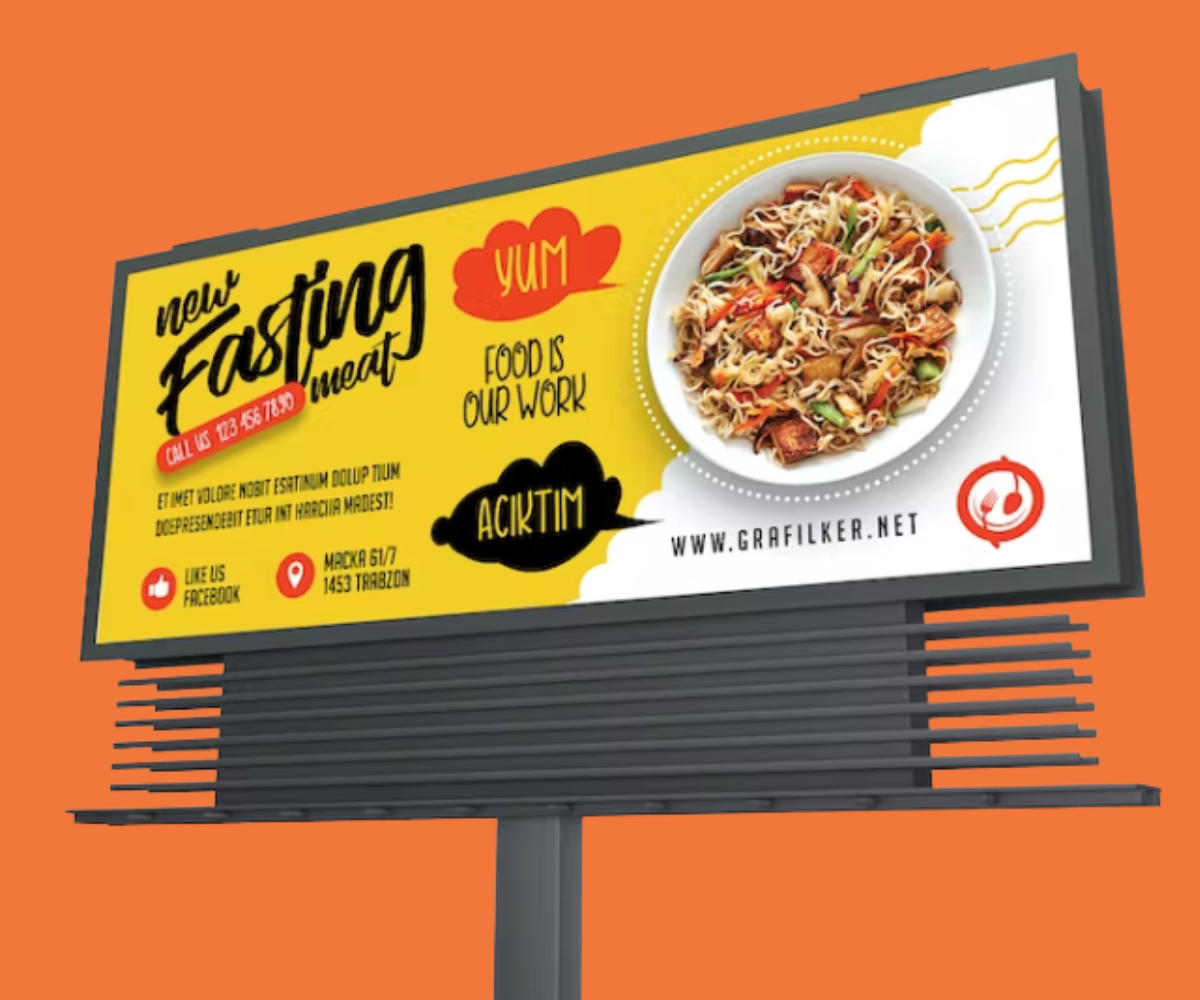 new
Fasting
meat
CALL US 123 456 7890
ET IMET VOLORE NOBIT ESATINUM DOLUP TIUM
DOEPRESENDEBIT ETUR INT HARCIIA MADEST!
LIKE US
FACEBOOK
MACKA 61/7
1453 TRABZON
YUM
FOOD IS
OUR WORK
ACIKTIM
WWW.GRAFILKER.NET